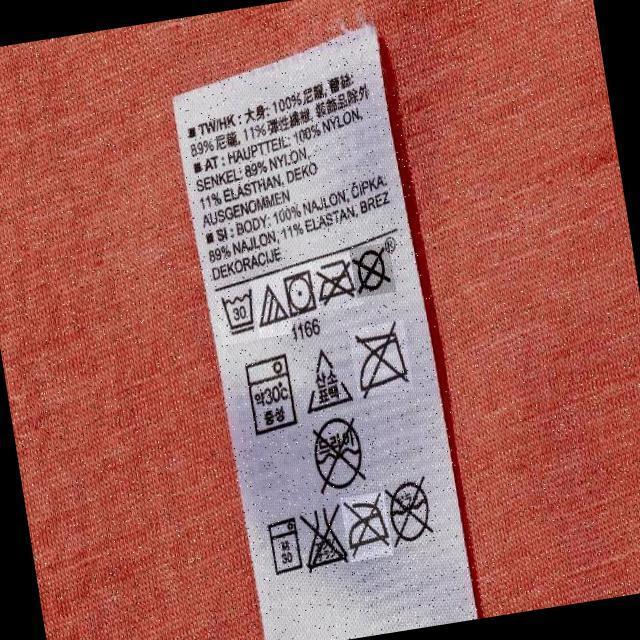 ■ TW/HK : 大身: 100% 尼龍, 蕾絲:
89% 尼龍, 11% 彈性纖維, 裝飾品除外
■ AT : HAUPTTEIL: 100% NYLON,
SENKEL: 89% NYLON,
11% ELASTHAN, DEKO
AUSGENOMMEN
■ SI : BODY: 100% NAJLON, ČIPKA:
89% NAJLON, 11% ELASTAN, BREZ
DEKORACIJE
30
®
1166
약30℃
중성
산소
표백
드라이